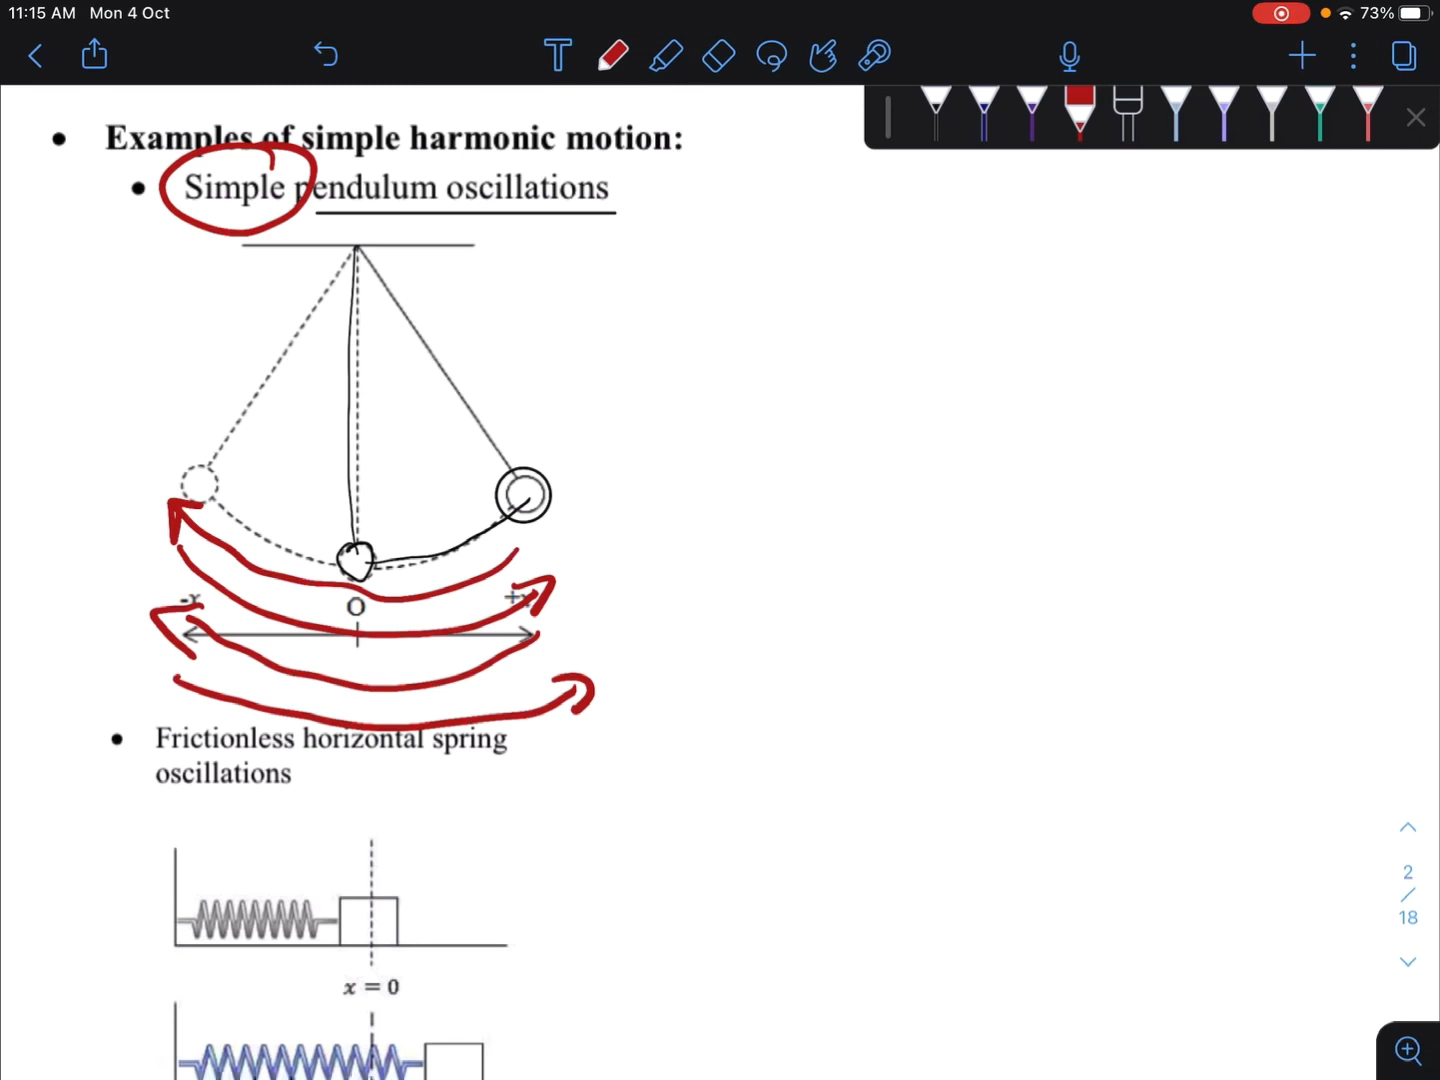 11:15 AM Mon 4 Oct
73%
T
Examples of simple harmonic motion:
Simple pendulum oscillations
-x
O
+x
Frictionless horizontal spring
oscillations
x = 0
2
/
18